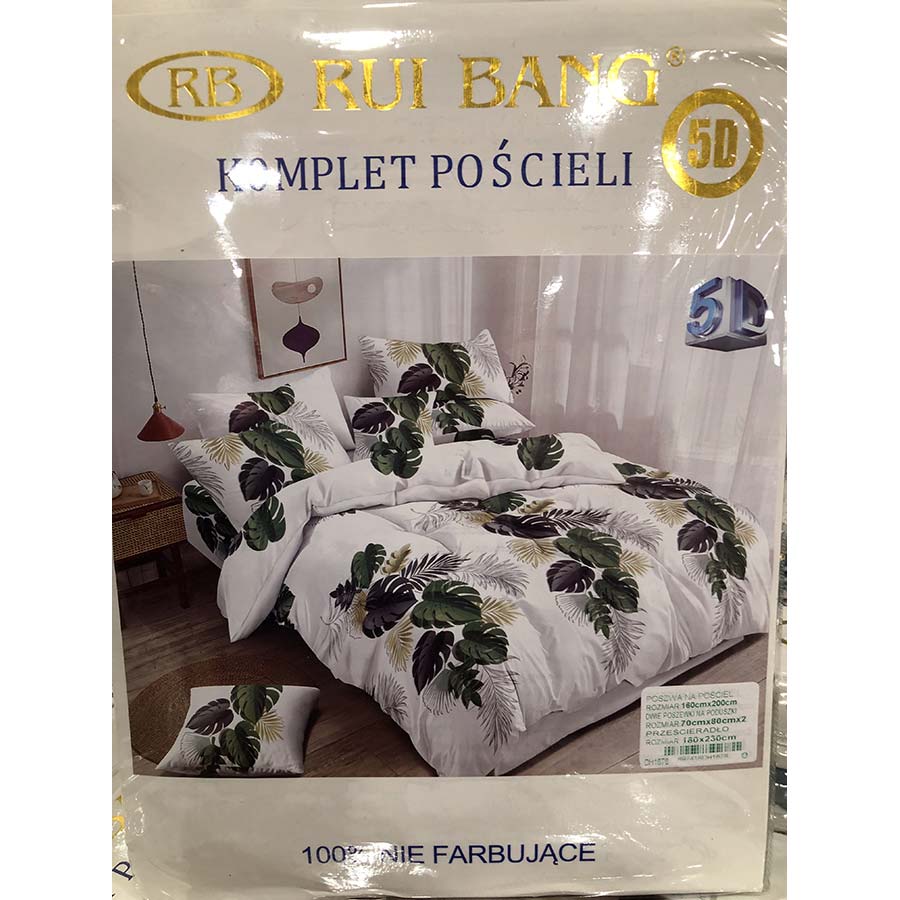 RB RUI BANG®
5D
KOMPLET POŚCIELI
5D
POSZWA NA POŚCIEL
ROZMIAR:160cmx200cm
DWIE POSZEWKI NA PODUSZKI
ROZMIAR:70cmx80cmx2
PRZEŚCIERADŁO
ROZMIAR:180x230cm
100% NIE FARBUJĄCE